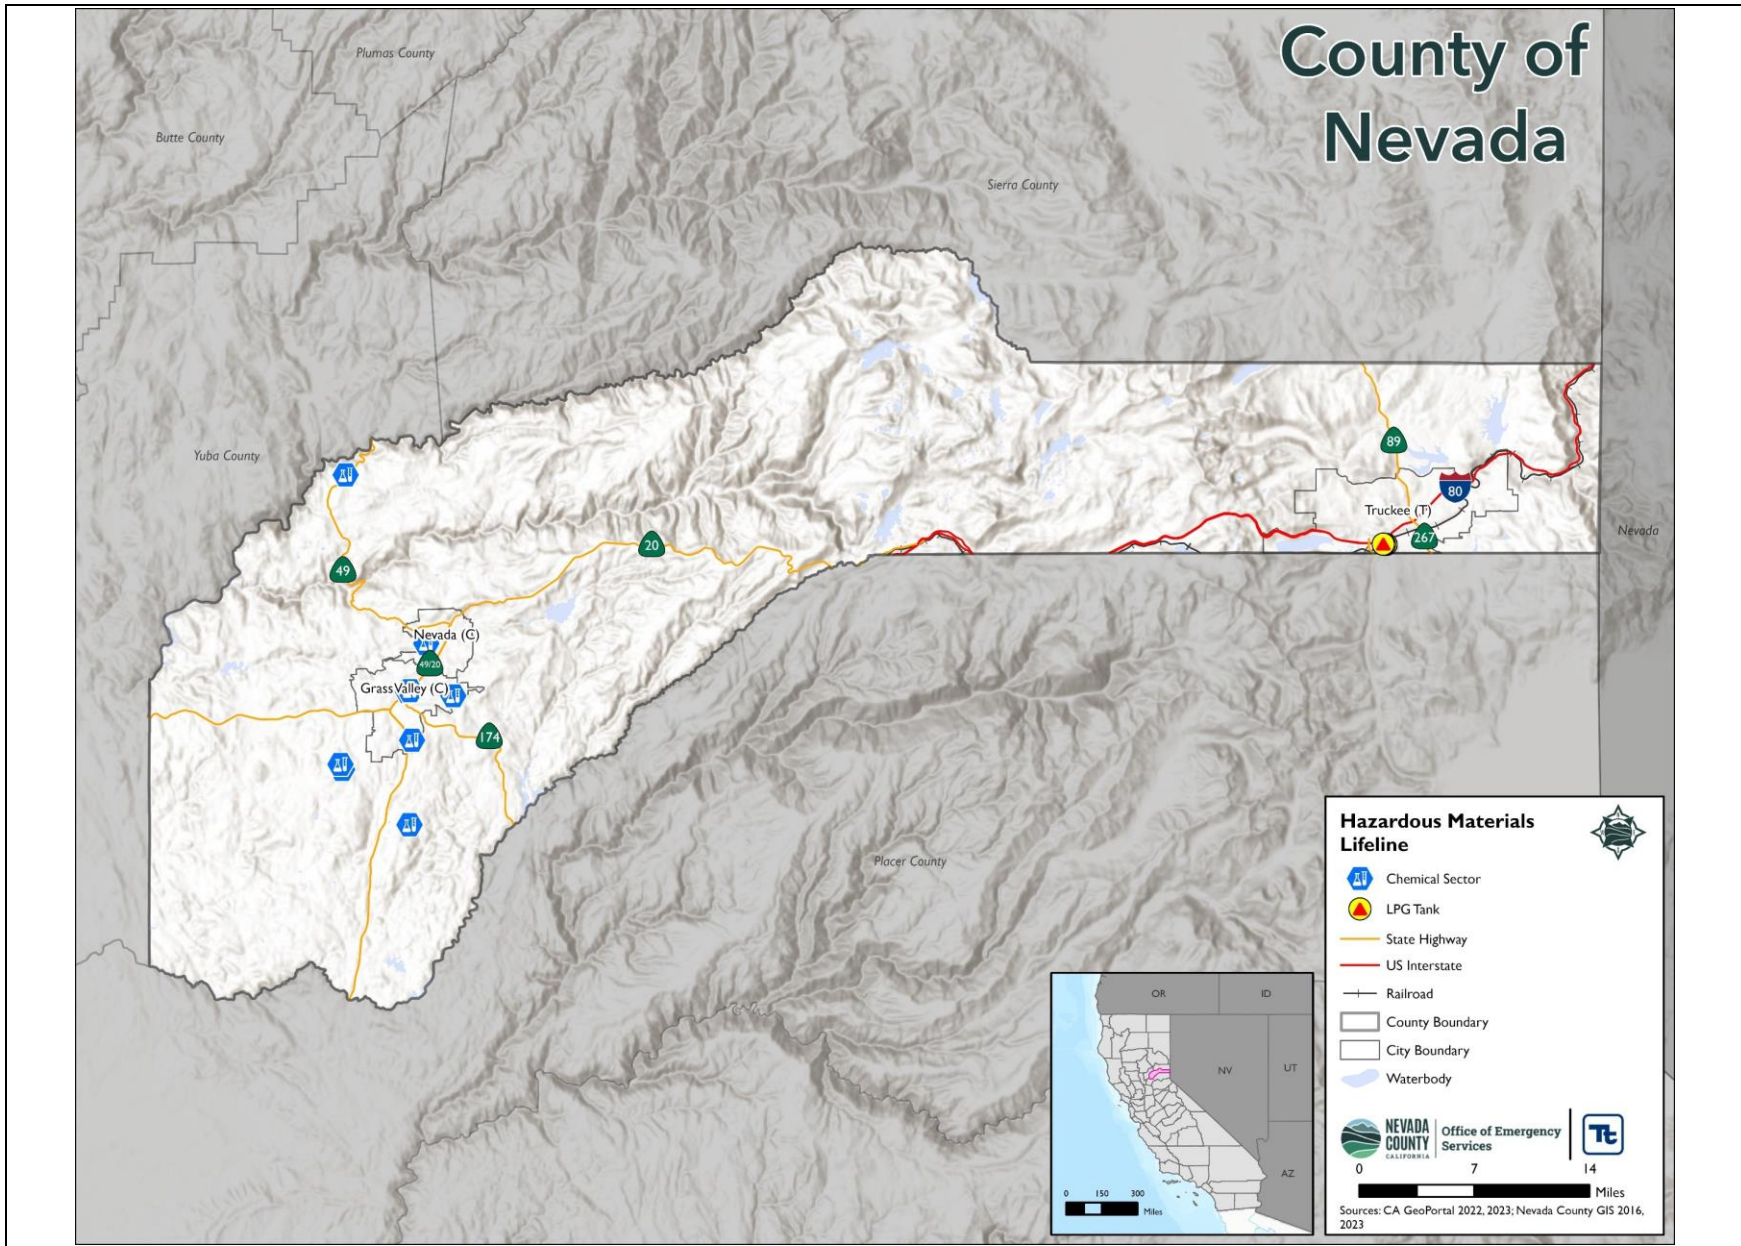 County of
Nevada
Plumas County
Butte County
Sierra County
Yuba County
89
80
Truckee (T)
267
20
49
Nevada
Nevada (C)
49/20
Grass Valley (C)
174
Placer County
Hazardous Materials
Lifeline
Chemical Sector
LPG Tank
State Highway
US Interstate
Railroad
County Boundary
City Boundary
Waterbody
NEVADA
COUNTY
CALIFORNIA
Office of Emergency
Services
Tt
0 7 14
Miles
Sources: CA GeoPortal 2022, 2023; Nevada County GIS 2016,
2023
OR
ID
NV
UT
AZ
0 150 300
Miles